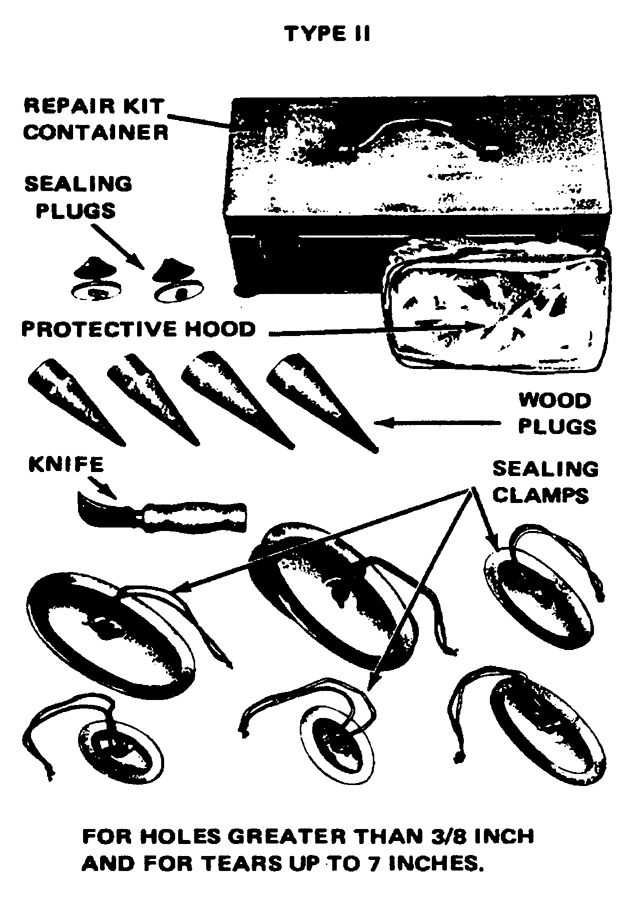 TYPE II
REPAIR KIT
CONTAINER
SEALING
PLUGS
PROTECTIVE HOOD
WOOD
PLUGS
KNIFE
SEALING
CLAMPS
FOR HOLES GREATER THAN 3/8 INCH
AND FOR TEARS UP TO 7 INCHES.